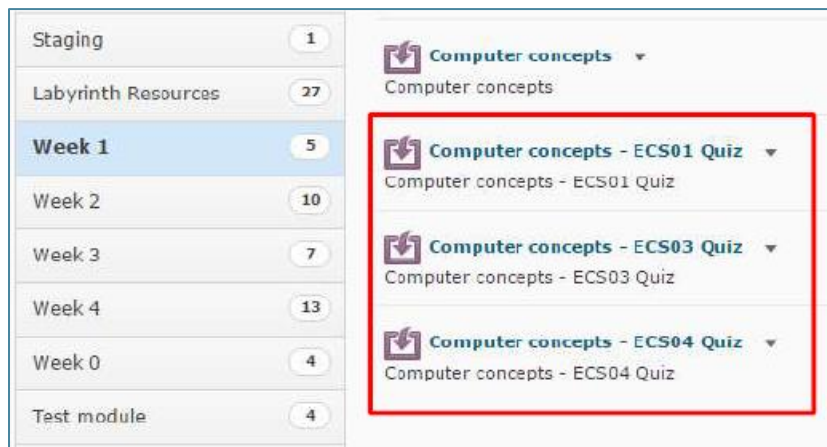 Staging 1
Labyrinth Resources 27
Week 1 5
Week 2 10
Week 3 7
Week 4 13
Week 0 4
Test module 4
Computer concepts
Computer concepts
Computer concepts - ECS01 Quiz
Computer concepts - ECS01 Quiz
Computer concepts - ECS03 Quiz
Computer concepts - ECS03 Quiz
Computer concepts - ECS04 Quiz
Computer concepts - ECS04 Quiz